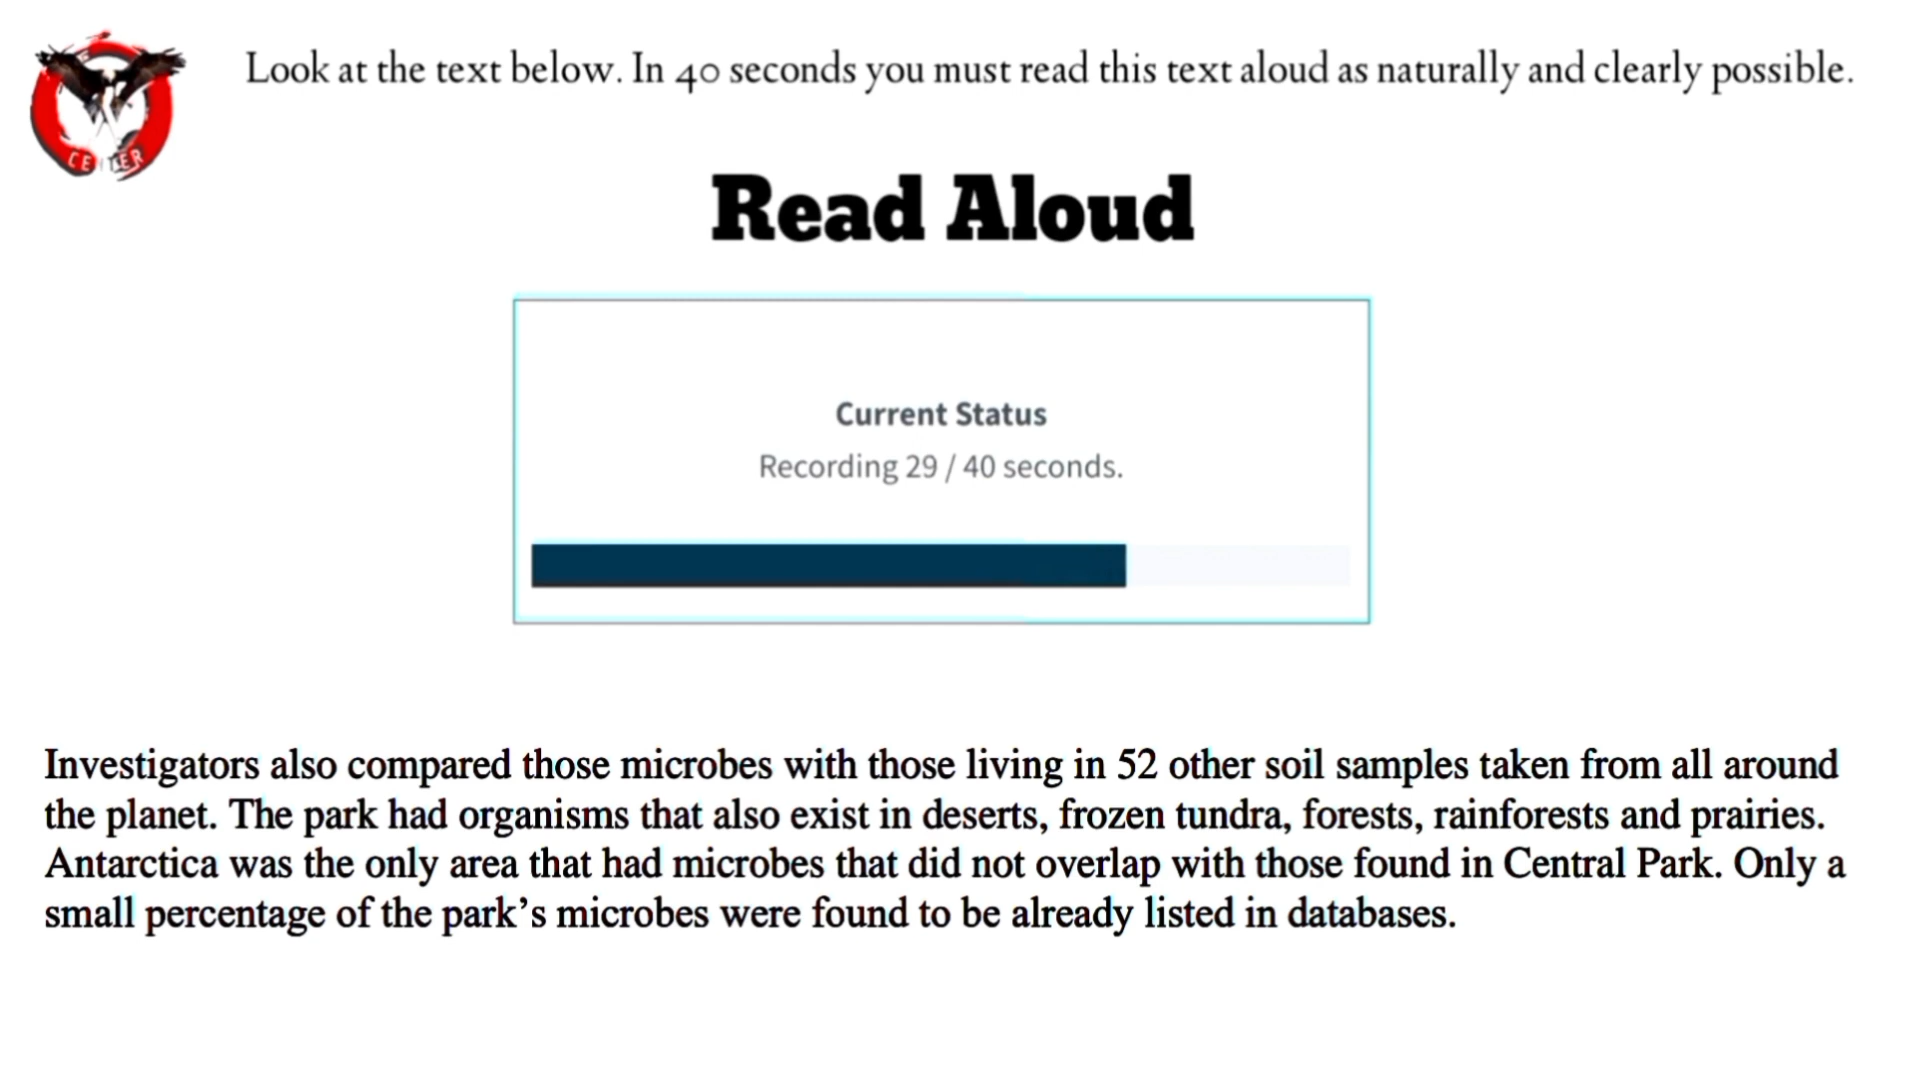 Look at the text below. In 40 seconds you must read this text aloud as naturally and clearly possible.
CENTER
Read Aloud
Current Status
Recording 29 / 40 seconds.
Investigators also compared those microbes with those living in 52 other soil samples taken from all around
the planet. The park had organisms that also exist in deserts, frozen tundra, forests, rainforests and prairies.
Antarctica was the only area that had microbes that did not overlap with those found in Central Park. Only a
small percentage of the park’s microbes were found to be already listed in databases.